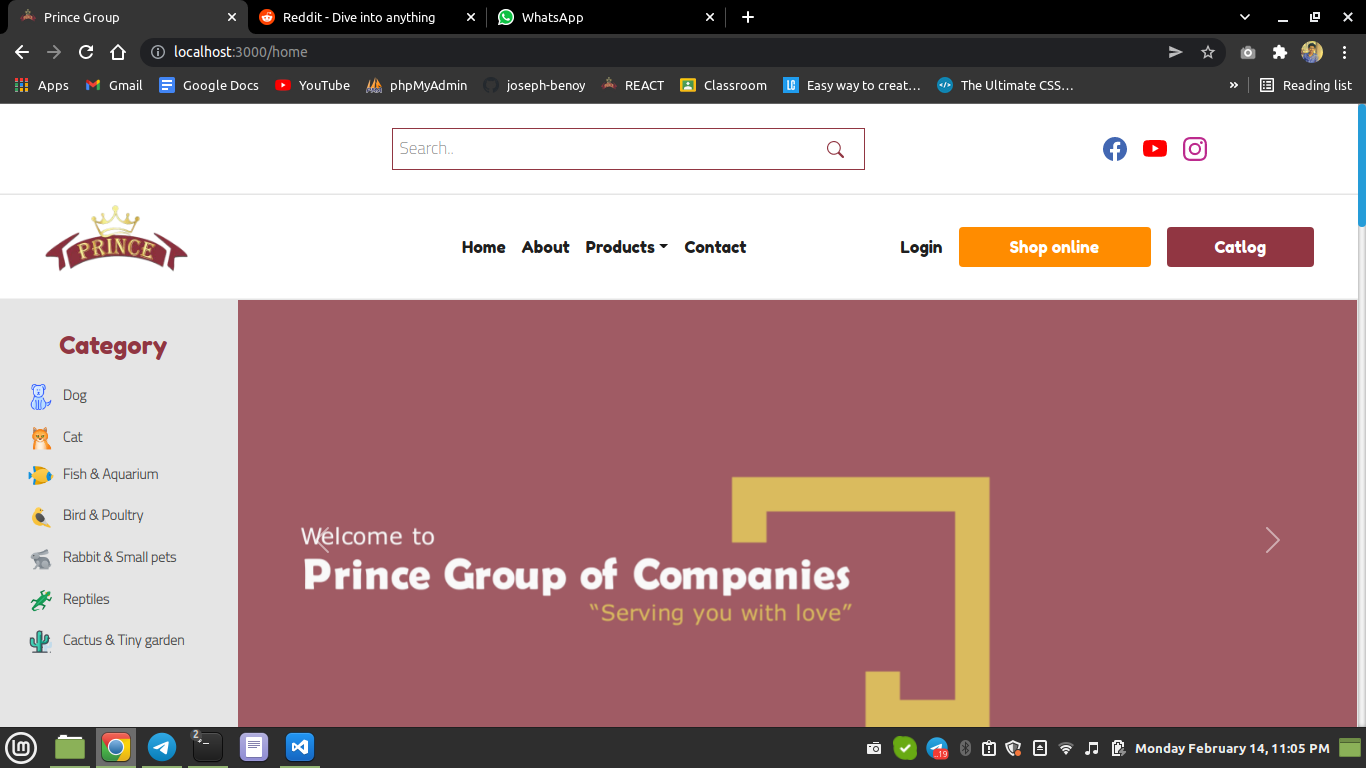 Prince Group
Reddit - Dive into anything
WhatsApp
localhost:3000/home
Apps
Gmail
Google Docs
YouTube
phpMyAdmin
joseph-benoy
REACT
Classroom
LG
Easy way to creat…
The Ultimate CSS…
»
Reading list
Search..
PRINCE
Home
About
Products
Contact
Login
Shop online
Catlog
Category
Dog
Cat
Fish & Aquarium
Bird & Poultry
Rabbit & Small pets
Reptiles
Cactus & Tiny garden
Welcome to
Prince Group of Companies
“Serving you with love”
2
19
Monday February 14, 11:05 PM